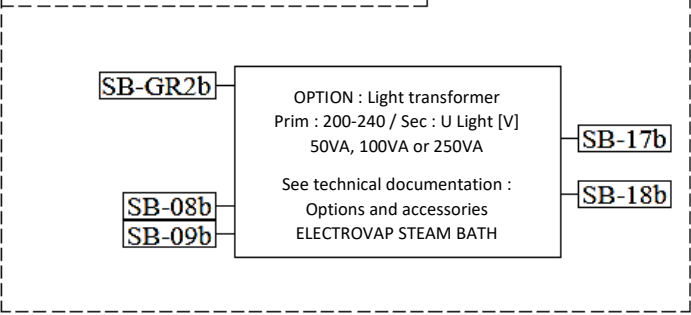 SB-GR2b
OPTION : Light transformer
Prim : 200-240 / Sec : U Light [V]
50VA, 100VA or 250VA
SB-17b
See technical documentation :
SB-18b
SB-08b
Options and accessories
SB-09b
ELECTROVAP STEAM BATH